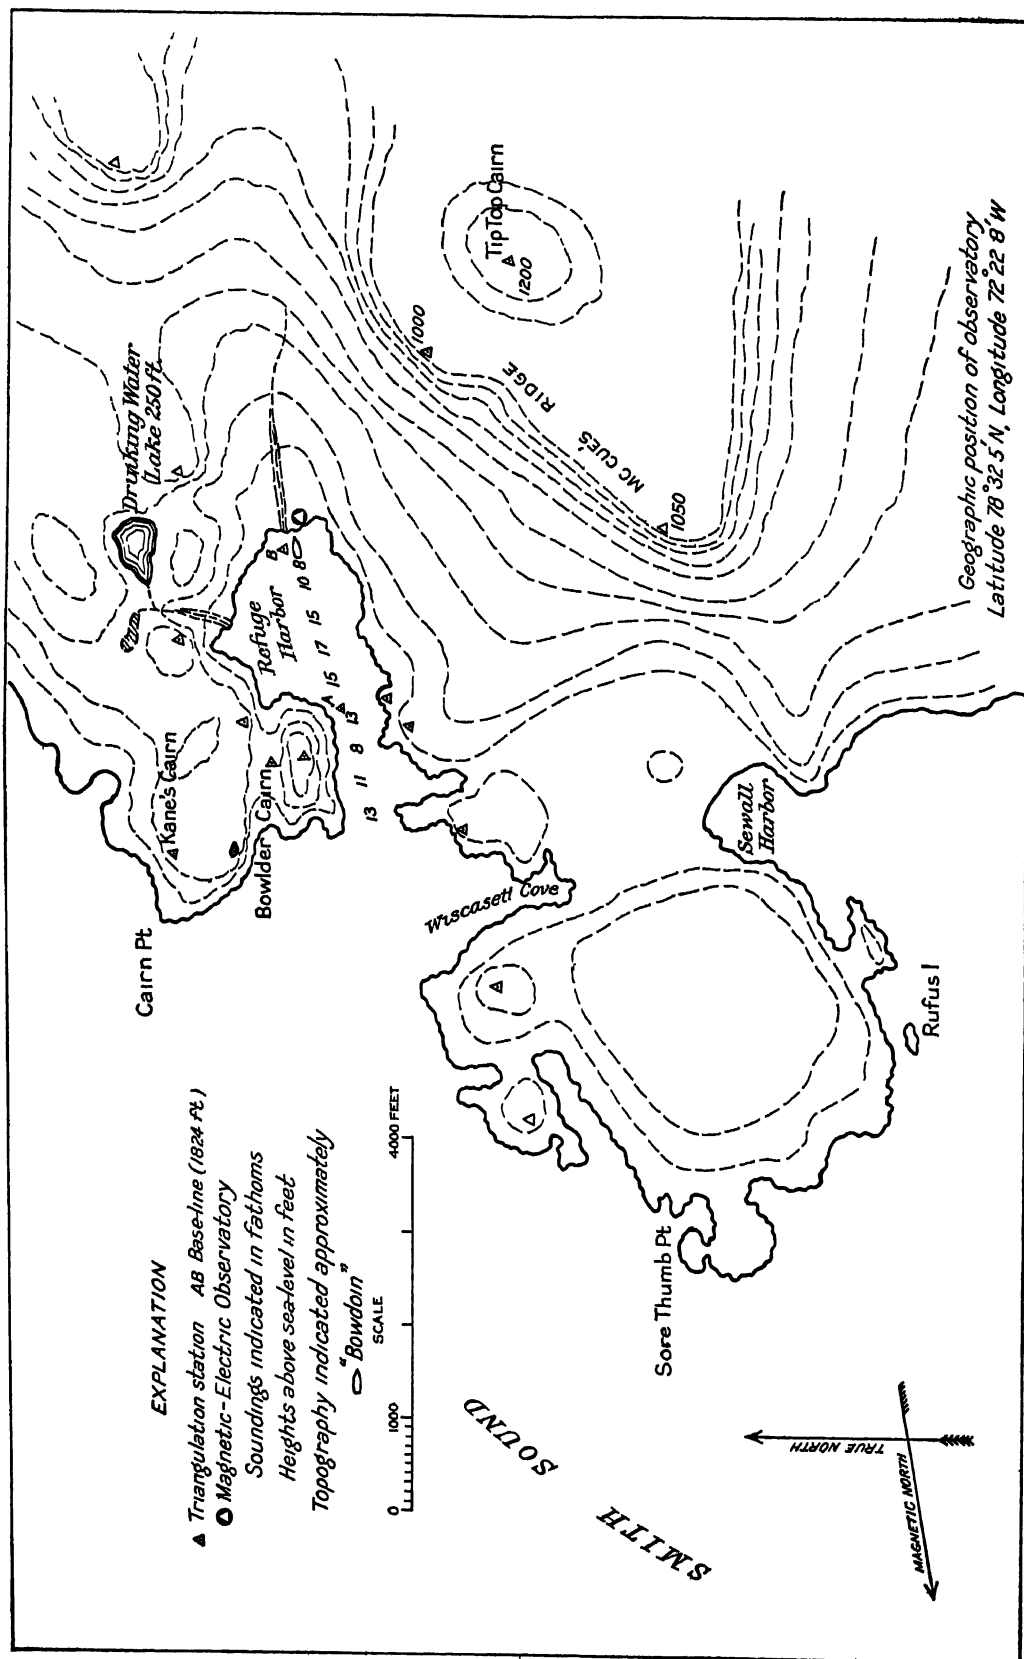 EXPLANATION
Triangulation station AB Base-line (1824 ft)
Magnetic-Electric Observatory
Soundings indicated in fathoms
Heights above sea-level in feet
Topography indicated approximately
"Bowdoin"
SCALE
0 1000 4000 FEET
SMITH
SOUND
TRUE NORTH
MAGNETIC NORTH
Cairn Pt
Kane's Cairn
Bowlder Cairn
Drinking Water
Lake 250 ft.
Refuge
Harbor
A
B
13 11 8 13 15 17 15 10 8
Wiscasett Cove
Sore Thumb Pt
Sewall
Harbor
Rufus I
MC CUE'S
RIDGE
1050
1000
Tip Top Cairn
1200
Geographic position of observatory
Latitude 78° 32' 5 N, Longitude 72° 22' 8 W